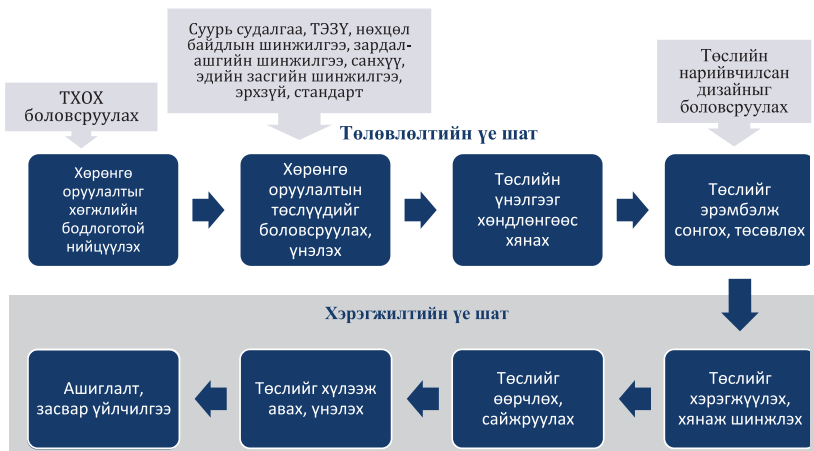 Суурь судалгаа, ТЭЗҮ, нөхцөл
байдлын шинжилгээ, зардал-
ашгийн шинжилгээ, санхүү,
эдийн засгийн шинжилгээ,
эрхзүй, стандарт
Төслийн
нарийвчилсан
дизайныг
боловсруулах
ТХОХ
боловсруулах
Төлөвлөлтийн үе шат
Хөрөнгө
оруулалтыг
хөгжлийн
бодлоготой
нийцүүлэх
Хөрөнгө
оруулалтын
төслүүдийг
боловсруулах,
үнэлэх
Төслийн
үнэлгээг
хөндлөнгөөс
хянах
Төслийг
эрэмбэлж
сонгох, төсөвлөх
Хэрэгжилтийн үе шат
Ашиглалт,
засвар үйлчилгээ
Төслийг хүлээж
авах, үнэлэх
Төслийг
өөрчлөх,
сайжруулах
Төслийг
хэрэгжүүлэх,
хянаж шинжлэх